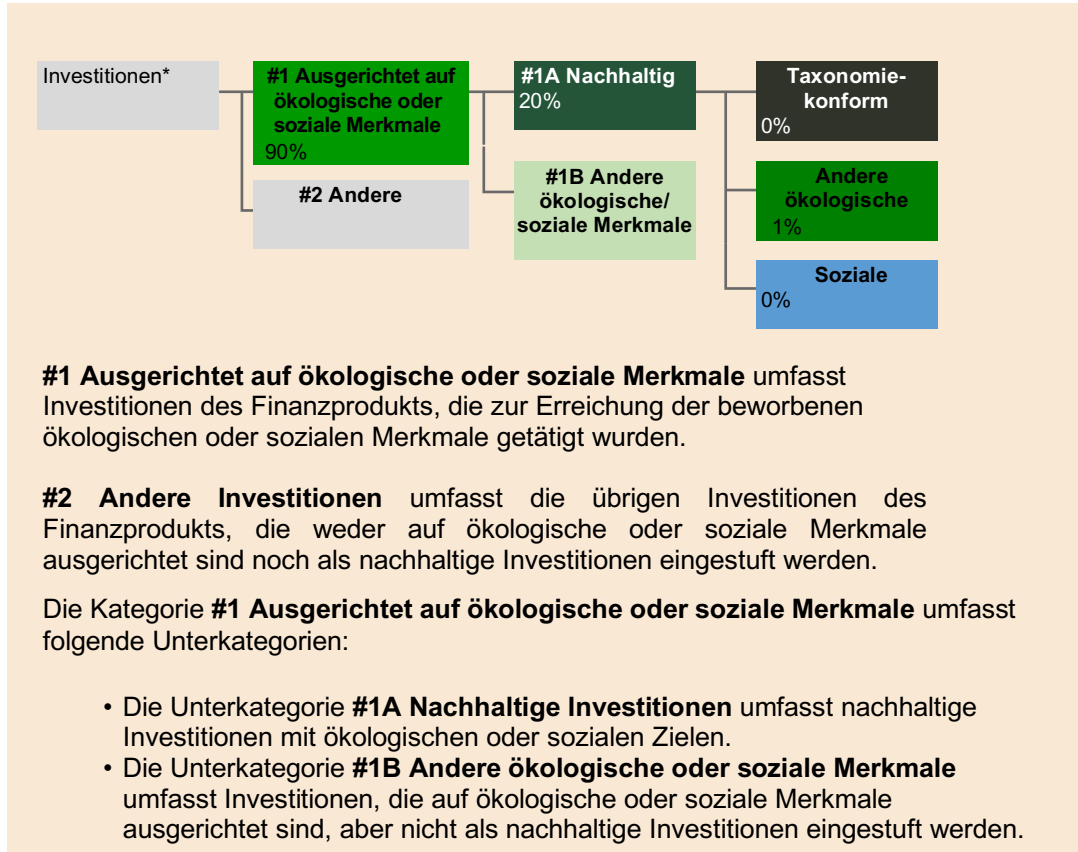 Investitionen*
#1 Ausgerichtet auf
ökologische oder
soziale Merkmale
90%
#2 Andere
#1A Nachhaltig
20%
#1B Andere
ökologische/
soziale Merkmale
Taxonomie-
konform
0%
Andere
ökologische
1%
Soziale
0%
#1 Ausgerichtet auf ökologische oder soziale Merkmale umfasst
Investitionen des Finanzprodukts, die zur Erreichung der beworbenen
ökologischen oder sozialen Merkmale getätigt wurden.
#2 Andere Investitionen umfasst die übrigen Investitionen des
Finanzprodukts, die weder auf ökologische oder soziale Merkmale
ausgerichtet sind noch als nachhaltige Investitionen eingestuft werden.
Die Kategorie #1 Ausgerichtet auf ökologische oder soziale Merkmale umfasst
folgende Unterkategorien:
• Die Unterkategorie #1A Nachhaltige Investitionen umfasst nachhaltige
Investitionen mit ökologischen oder sozialen Zielen.
• Die Unterkategorie #1B Andere ökologische oder soziale Merkmale
umfasst Investitionen, die auf ökologische oder soziale Merkmale
ausgerichtet sind, aber nicht als nachhaltige Investitionen eingestuft werden.